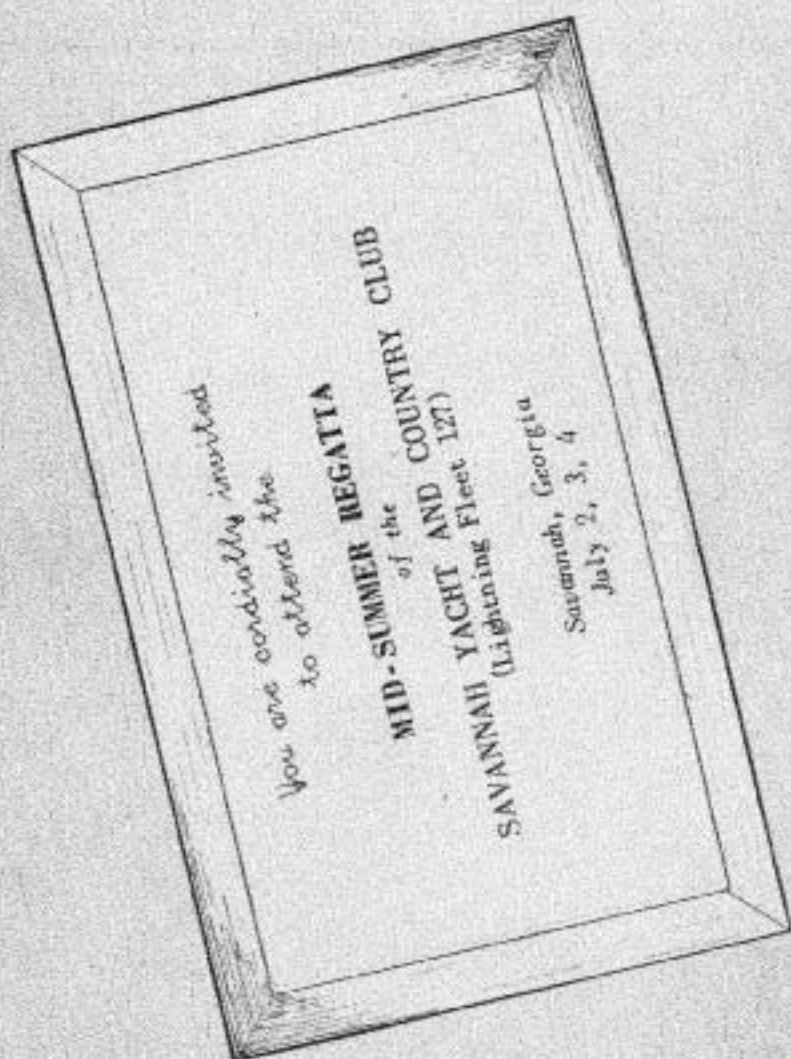 You are cordially invited
to attend the
MID-SUMMER REGATTA
of the
SAVANNAH YACHT AND COUNTRY CLUB
(Lightning Fleet 127)
Savannah, Georgia
July 2, 3, 4